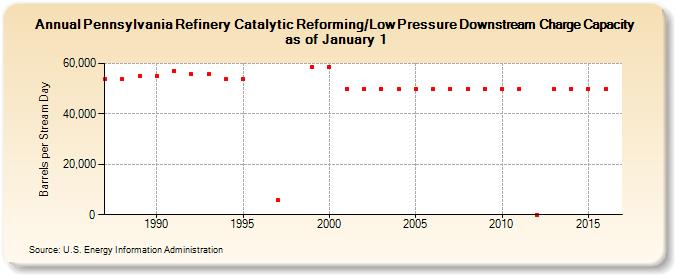 Annual Pennsylvania Refinery Catalytic Reforming/Low Pressure Downstream Charge Capacity
as of January 1
Barrels per Stream Day
60,000
40,000
20,000
0
1990 1995 2000 2005 2010 2015
Source: U.S. Energy Information Administration